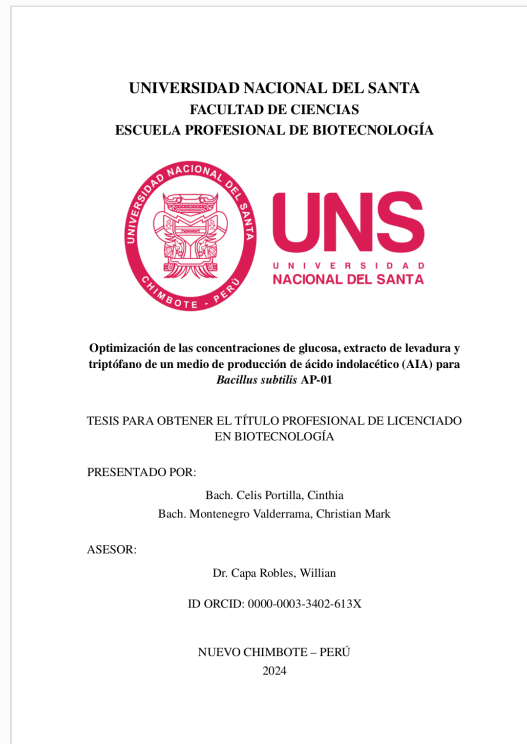 UNIVERSIDAD NACIONAL DEL SANTA
FACULTAD DE CIENCIAS
ESCUELA PROFESIONAL DE BIOTECNOLOGÍA
UNIVERSIDAD NACIONAL DEL SANTA
CHIMBOTE - PERÚ
UNS
UNIVERSIDAD
NACIONAL DEL SANTA
Optimización de las concentraciones de glucosa, extracto de levadura y
triptófano de un medio de producción de ácido indolacético (AIA) para
Bacillus subtilis AP-01
TESIS PARA OBTENER EL TÍTULO PROFESIONAL DE LICENCIADO
EN BIOTECNOLOGÍA
PRESENTADO POR:
Bach. Celis Portilla, Cinthia
Bach. Montenegro Valderrama, Christian Mark
ASESOR:
Dr. Capa Robles, Willian
ID ORCID: 0000-0003-3402-613X
NUEVO CHIMBOTE – PERÚ
2024